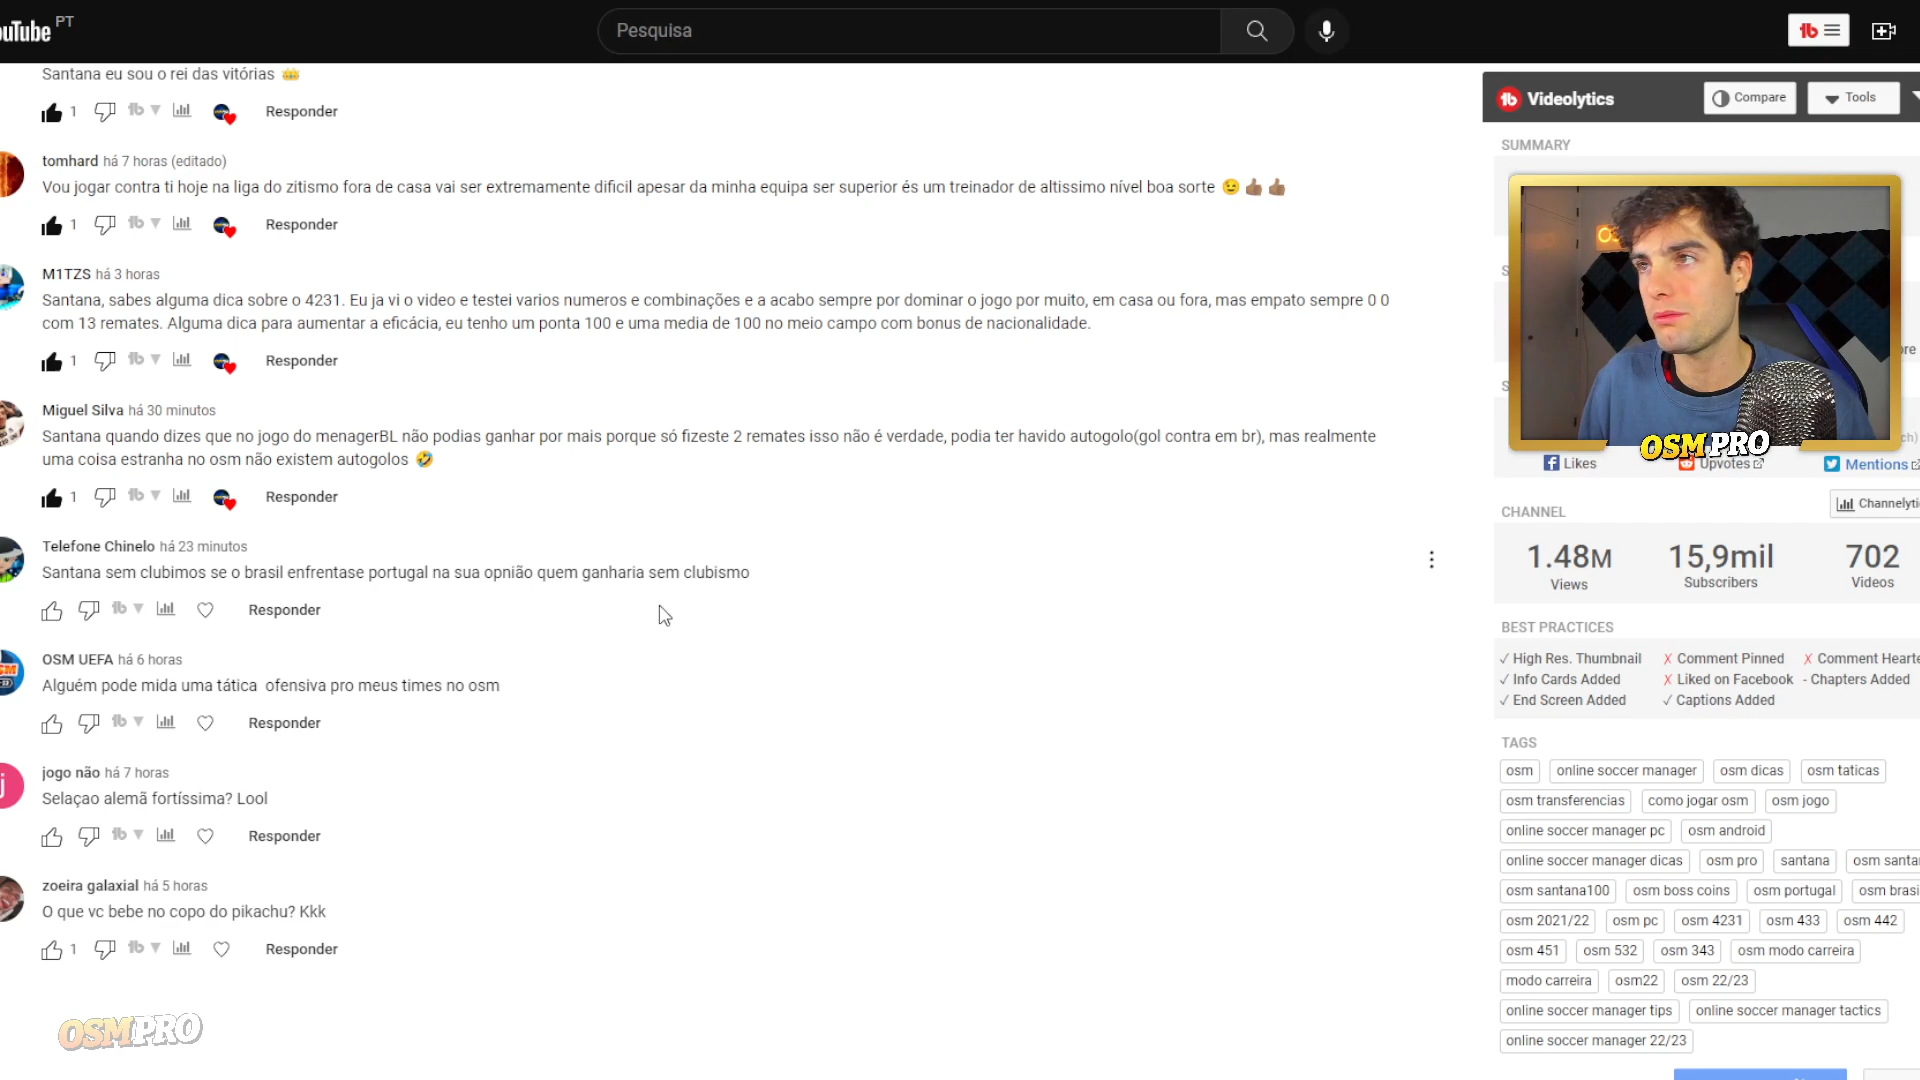 ouTube PT
Pesquisa
Santana eu sou o rei das vitórias 👑
1 Responder
tomhard há 7 horas (editado)
Vou jogar contra ti hoje na liga do zitismo fora de casa vai ser extremamente dificil apesar da minha equipa ser superior és um treinador de altissimo nível boa sorte 😉 👍🏽 👍🏽
1 Responder
M1TZS há 3 horas
Santana, sabes alguma dica sobre o 4231. Eu ja vi o video e testei varios numeros e combinações e a acabo sempre por dominar o jogo por muito, em casa ou fora, mas empato sempre 0 0
com 13 remates. Alguma dica para aumentar a eficácia, eu tenho um ponta 100 e uma media de 100 no meio campo com bonus de nacionalidade.
1 Responder
Miguel Silva há 30 minutos
Santana quando dizes que no jogo do menagerBL não podias ganhar por mais porque só fizeste 2 remates isso não é verdade, podia ter havido autogolo(gol contra em br), mas realmente
uma coisa estranha no osm não existem autogolos 🤣
1 Responder
Telefone Chinelo há 23 minutos
Santana sem clubimos se o brasil enfrentase portugal na sua opnião quem ganharia sem clubismo
Responder
OSM UEFA há 6 horas
Alguém pode mida uma tática ofensiva pro meus times no osm
Responder
jogo não há 7 horas
Selaçao alemã fortíssima? Lool
Responder
zoeira galaxial há 5 horas
O que vc bebe no copo do pikachu? Kkk
1 Responder
OSM PRO
Videolytics Compare Tools
SUMMARY
OSM PRO
Likes Upvotes Mentions
CHANNEL Channelyti
1.48M 15,9mil 702
Views Subscribers Videos
BEST PRACTICES
✓ High Res. Thumbnail ✗ Comment Pinned ✗ Comment Hearte
✓ Info Cards Added ✗ Liked on Facebook - Chapters Added
✓ End Screen Added ✓ Captions Added
TAGS
osm online soccer manager osm dicas osm taticas
osm transferencias como jogar osm osm jogo
online soccer manager pc osm android
online soccer manager dicas osm pro santana osm santa
osm santana100 osm boss coins osm portugal osm brasi
osm 2021/22 osm pc osm 4231 osm 433 osm 442
osm 451 osm 532 osm 343 osm modo carreira
modo carreira osm22 osm 22/23
online soccer manager tips online soccer manager tactics
online soccer manager 22/23